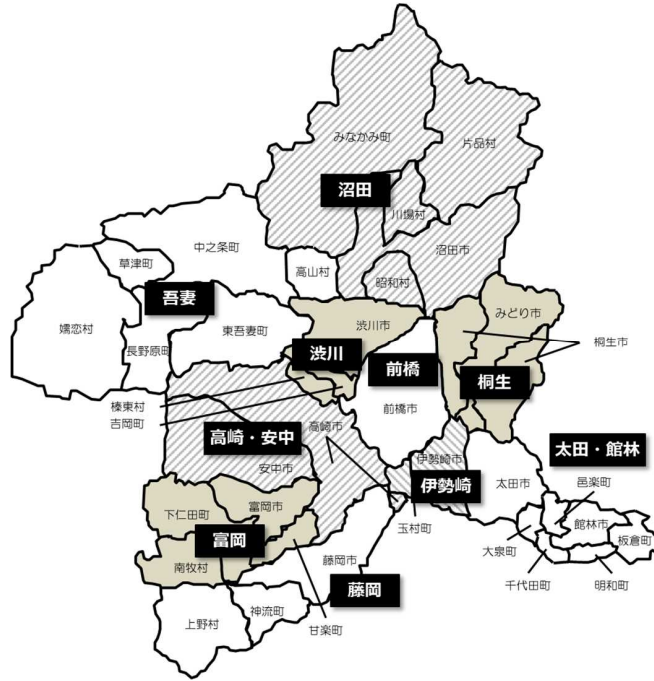 みなかみ町
片品村
沼田
川場村
中之条町
沼田市
草津町
高山村
昭和村
吾妻
みどり市
嬬恋村
東吾妻町
渋川市
長野原町
桐生市
渋川
前橋
桐生
榛東村
吉岡町
前橋市
高崎・安中
高崎市
太田・館林
安中市
伊勢崎市
太田市
邑楽町
伊勢崎
富岡市
下仁田町
玉村町
館林市
板倉町
富岡
大泉町
藤岡市
南牧村
千代田町
明和町
藤岡
上野村
神流町
甘楽町